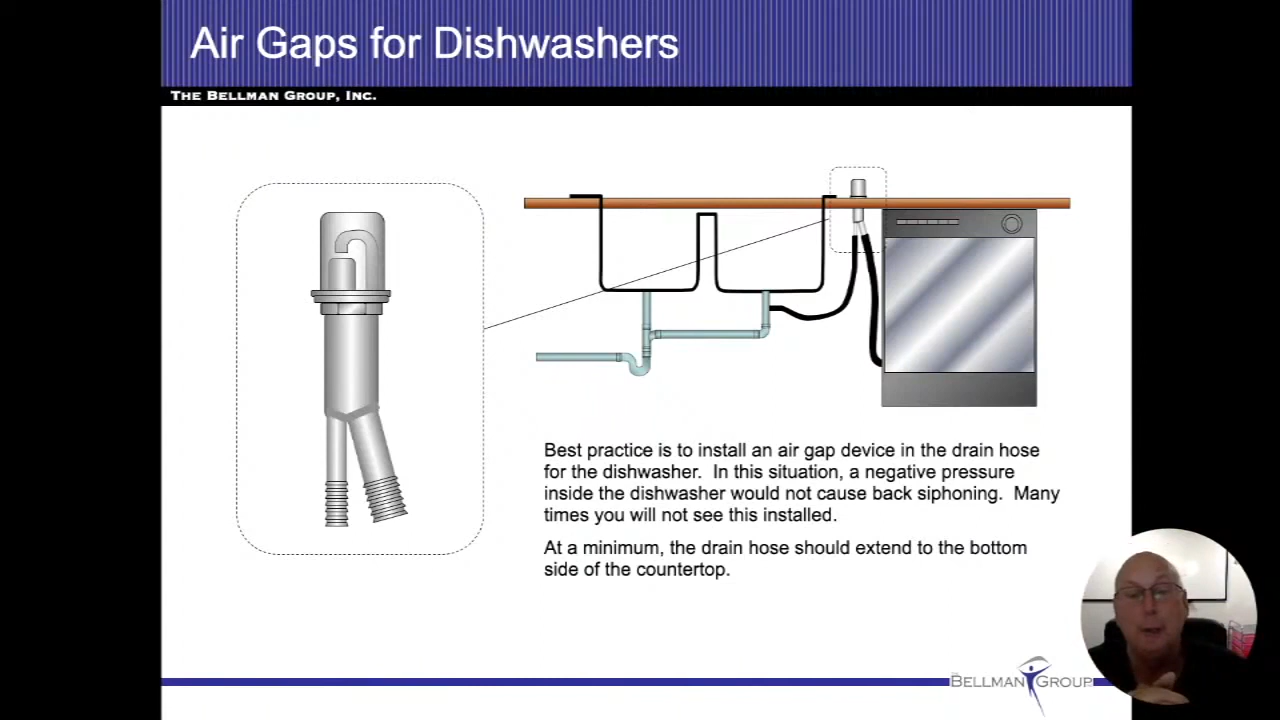 Air Gaps for Dishwashers
THE BELLMAN GROUP, INC.
Best practice is to install an air gap device in the drain hose
for the dishwasher. In this situation, a negative pressure
inside the dishwasher would not cause back siphoning. Many
times you will not see this installed.
At a minimum, the drain hose should extend to the bottom
side of the countertop.
BELLMAN GROUP